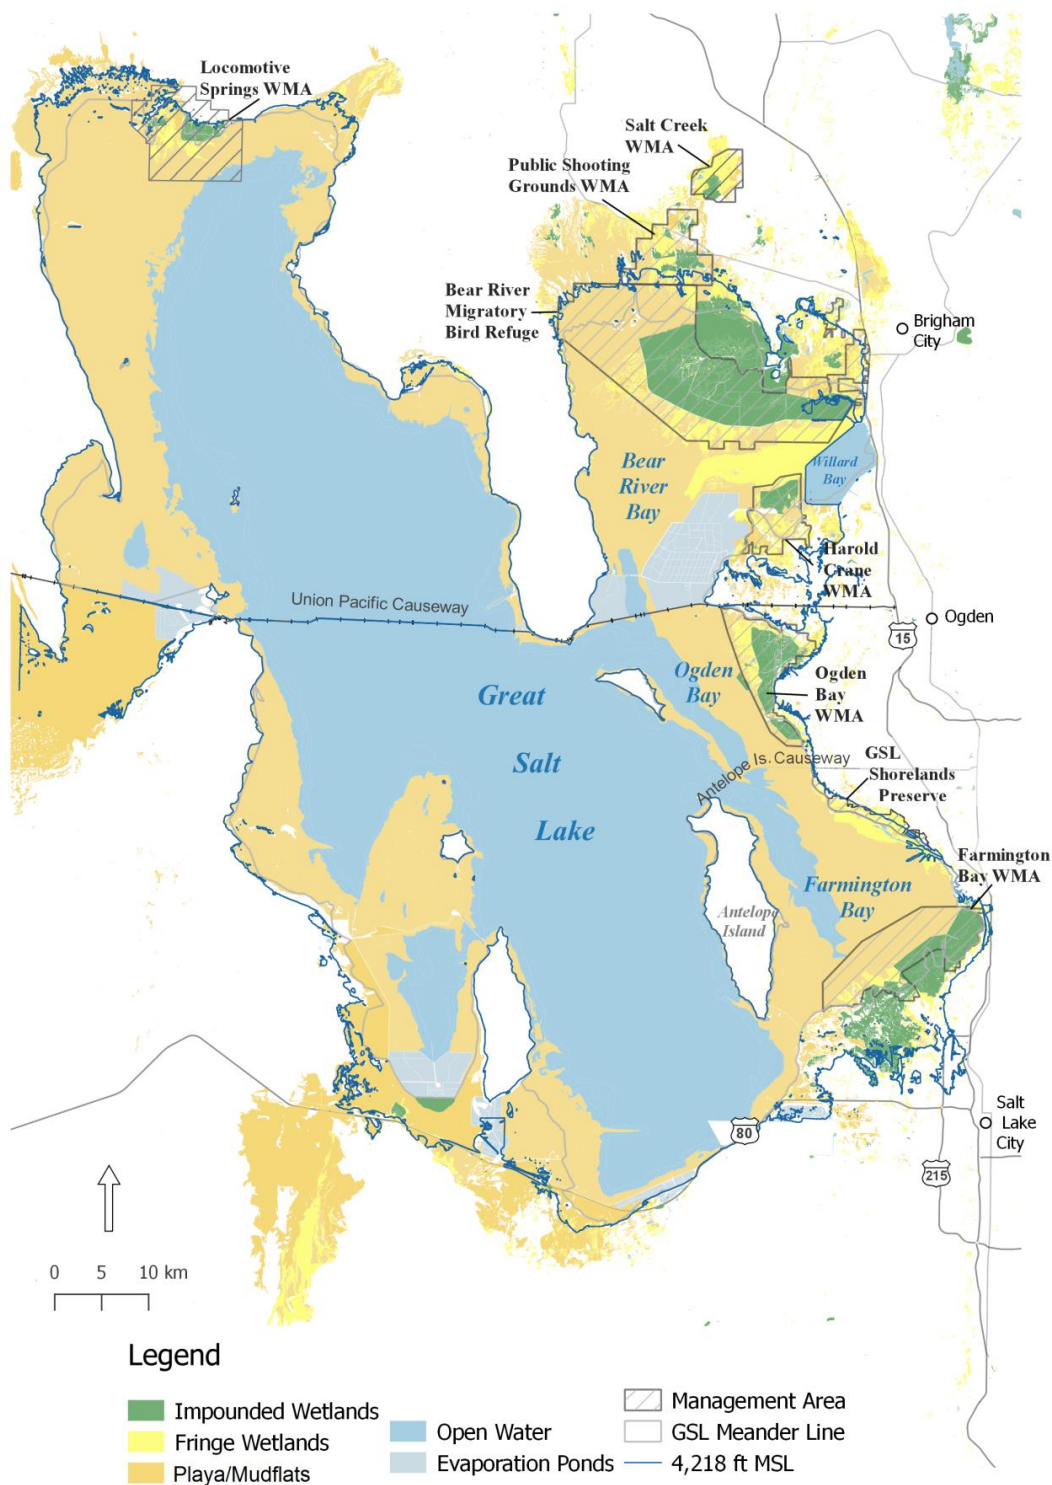 Locomotive
Springs WMA
Salt Creek
WMA
Public Shooting
Grounds WMA
Bear River
Migratory
Bird Refuge
Brigham
City
Bear
River
Bay
Willard
Bay
Harold
Crane
WMA
Union Pacific Causeway
Ogden
15
Ogden
Bay
Ogden
Bay
WMA
Great
Salt
Lake
Antelope Is. Causeway
GSL
Shorelands
Preserve
Farmington
Bay WMA
Farmington
Bay
Antelope
Island
Salt
Lake
City
80
215
0 5 10 km
Legend
Impounded Wetlands
Fringe Wetlands
Playa/Mudflats
Open Water
Evaporation Ponds
Management Area
GSL Meander Line
4,218 ft MSL